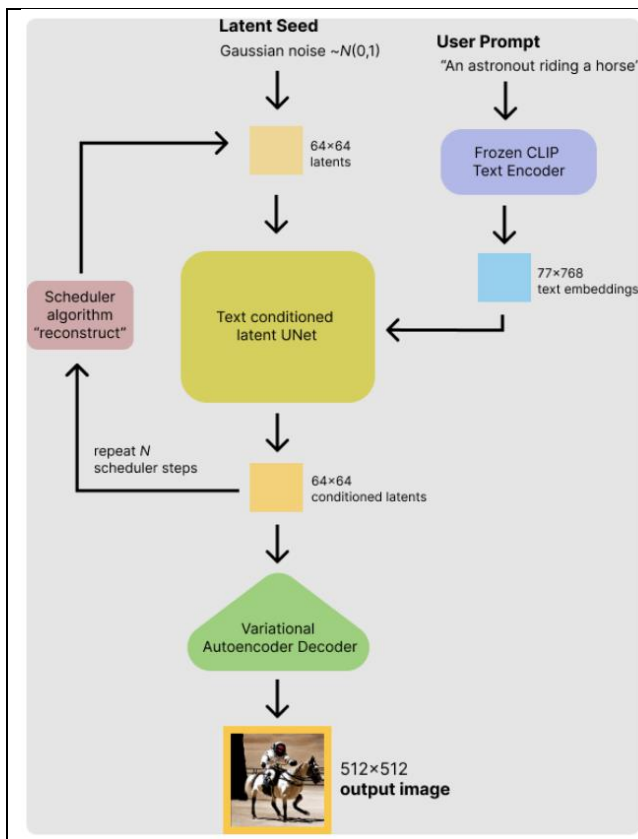 Latent Seed
Gaussian noise ~N(0,1)
User Prompt
“An astronout riding a horse”
64×64
latents
Frozen CLIP
Text Encoder
77×768
text embeddings
Scheduler
algorithm
“reconstruct”
Text conditioned
latent UNet
repeat N
scheduler steps
64×64
conditioned latents
Variational
Autoencoder Decoder
512×512
output image